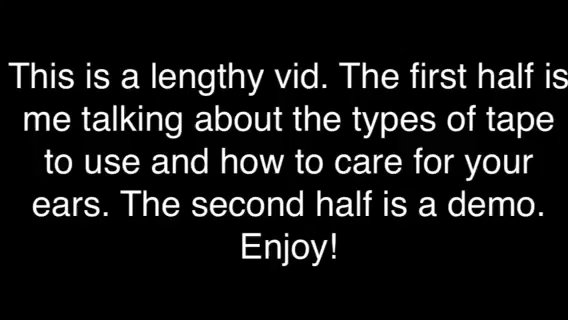 This is a lengthy vid. The first half is
me talking about the types of tape
to use and how to care for your
ears. The second half is a demo.
Enjoy!